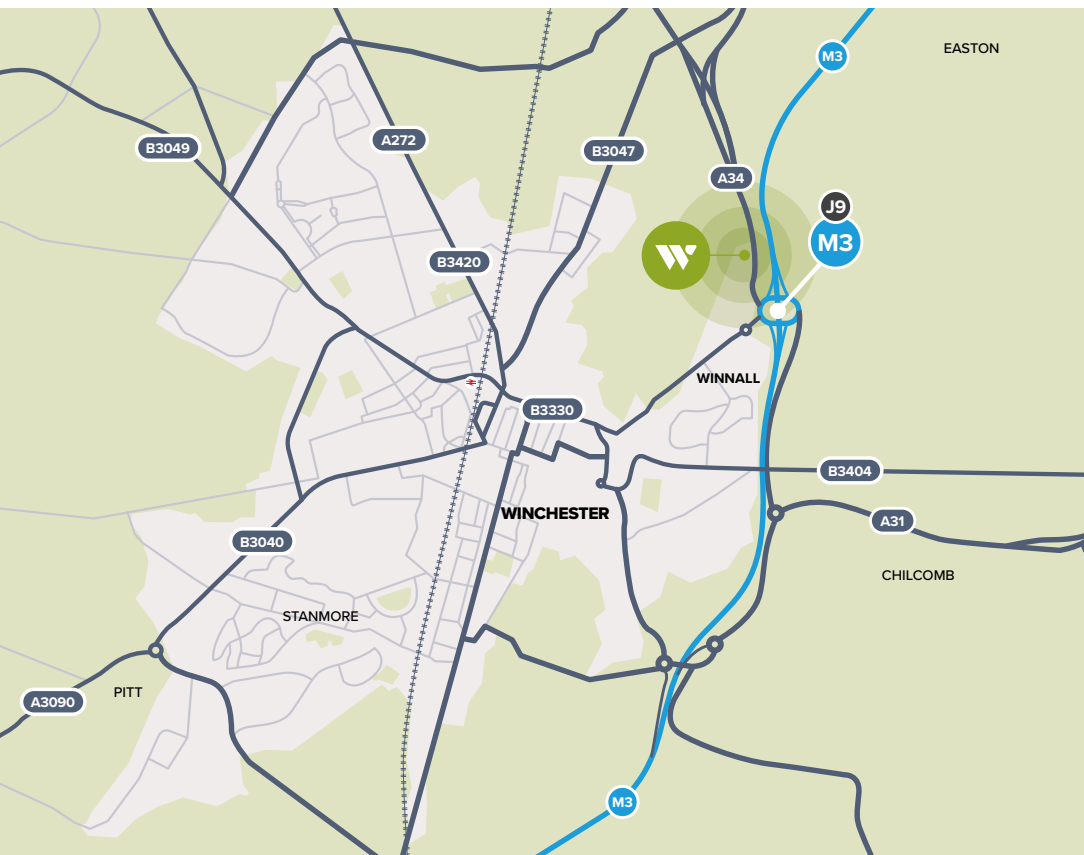 EASTON
M3
A272
B3049
B3047
A34
J9
M3
W
B3420
WINNALL
B3330
B3404
WINCHESTER
A31
B3040
CHILCOMB
STANMORE
PITT
A3090
M3